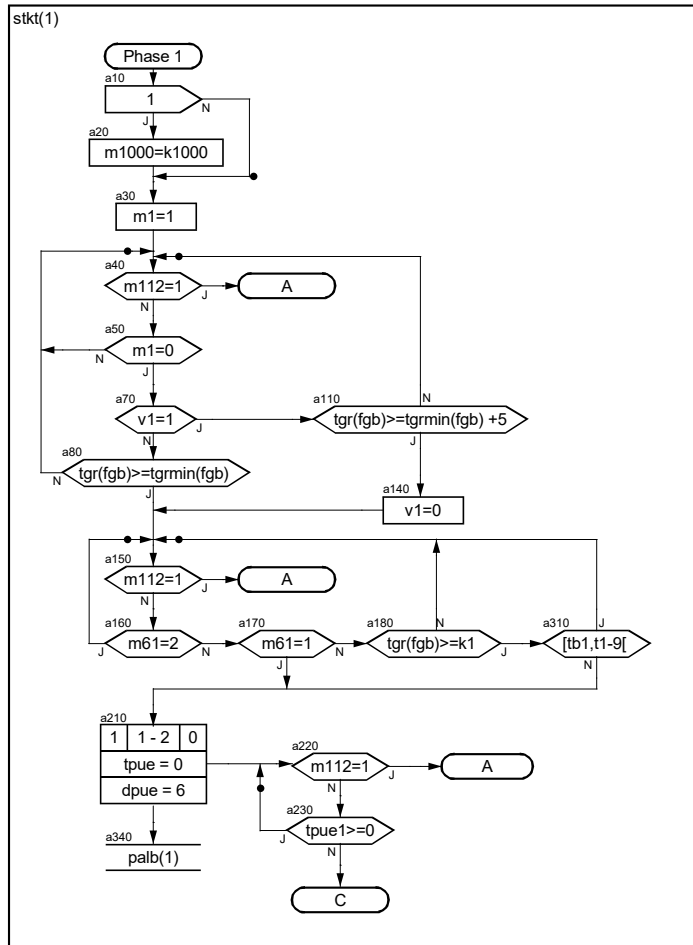 stkt(1)
Phase 1
a10
1
N
J
a20
m1000=k1000
a30
m1=1
a40
m112=1
J
A
N
a50
m1=0
N
J
a70
v1=1
J
N
a110
tgr(fgb)>=tgrmin(fgb) +5
N
J
a80
tgr(fgb)>=tgrmin(fgb)
N
J
a140
v1=0
a150
m112=1
J
A
N
a160
m61=2
J
N
a170
m61=1
N
J
a180
tgr(fgb)>=k1
N
J
a310
[tb1,t1-9[
J
N
a210
1 1 - 2 0
tpue = 0
dpue = 6
a220
m112=1
J
A
N
a230
tpue1>=0
J
N
C
a340
palb(1)